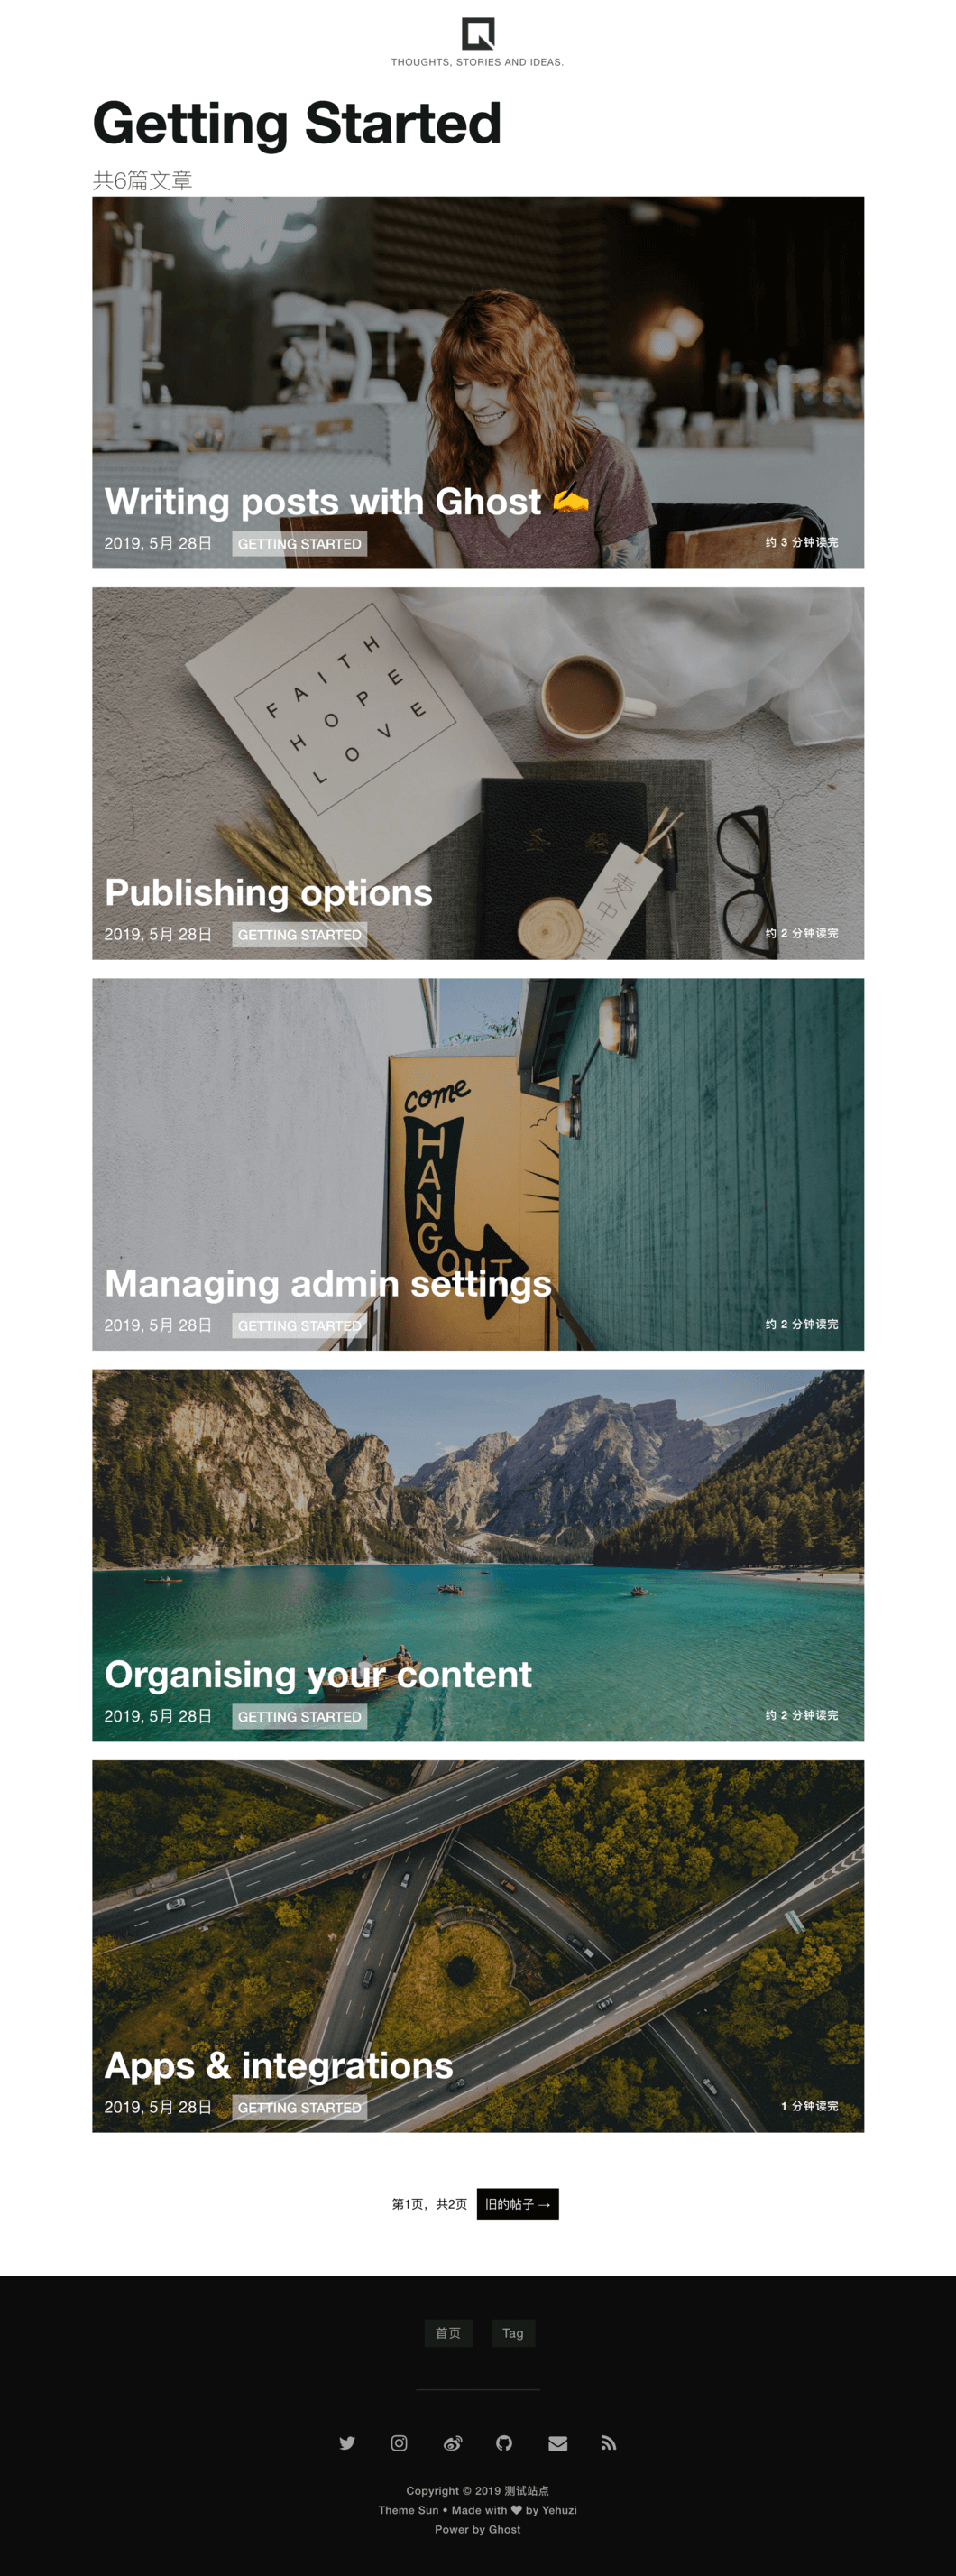 THOUGHTS, STORIES AND IDEAS.
Getting Started
共6篇文章
Writing posts with Ghost ✍️
2019, 5月 28日 GETTING STARTED 约 3 分钟读完
FAITH
HOPE
LOVE
Publishing options
2019, 5月 28日 GETTING STARTED 约 2 分钟读完
come
HANGOUT
Managing admin settings
2019, 5月 28日 GETTING STARTED 约 2 分钟读完
Organising your content
2019, 5月 28日 GETTING STARTED 约 2 分钟读完
Apps & integrations
2019, 5月 28日 GETTING STARTED 1 分钟读完
第1页，共2页 旧的帖子 →
首页 Tag
Copyright © 2019 测试站点
Theme Sun • Made with ♥ by Yehuzi
Power by Ghost